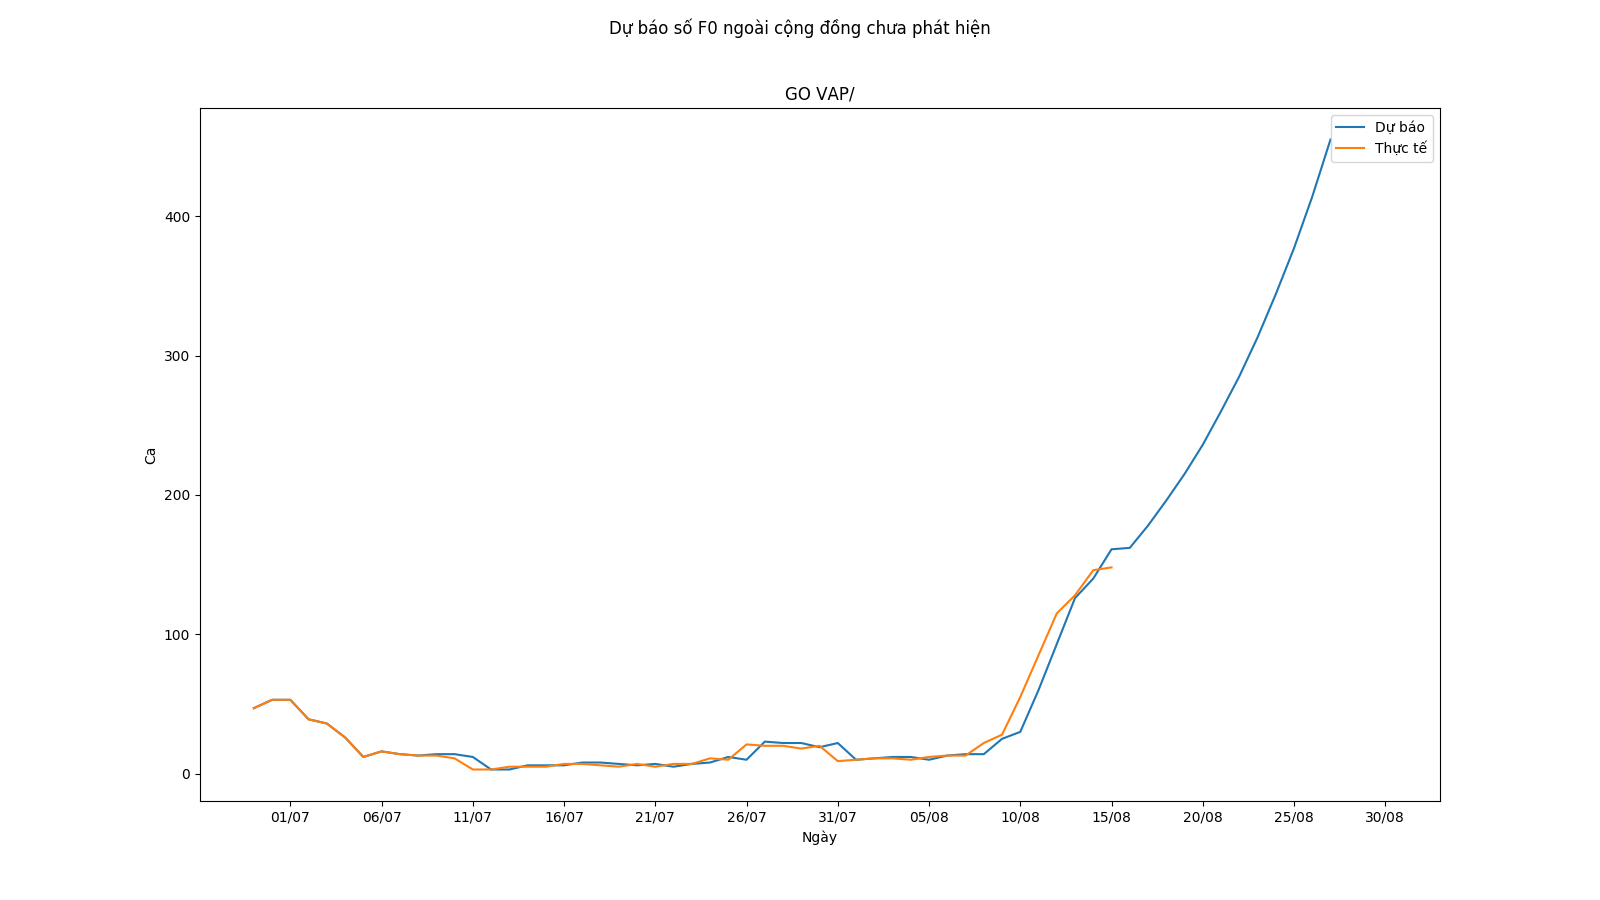 Dự báo số F0 ngoài cộng đồng chưa phát hiện
GO VAP/
Dự báo
Thực tế
400
300
200
100
0
Ca
01/07 06/07 11/07 16/07 21/07 26/07 31/07 05/08 10/08 15/08 20/08 25/08 30/08
Ngày